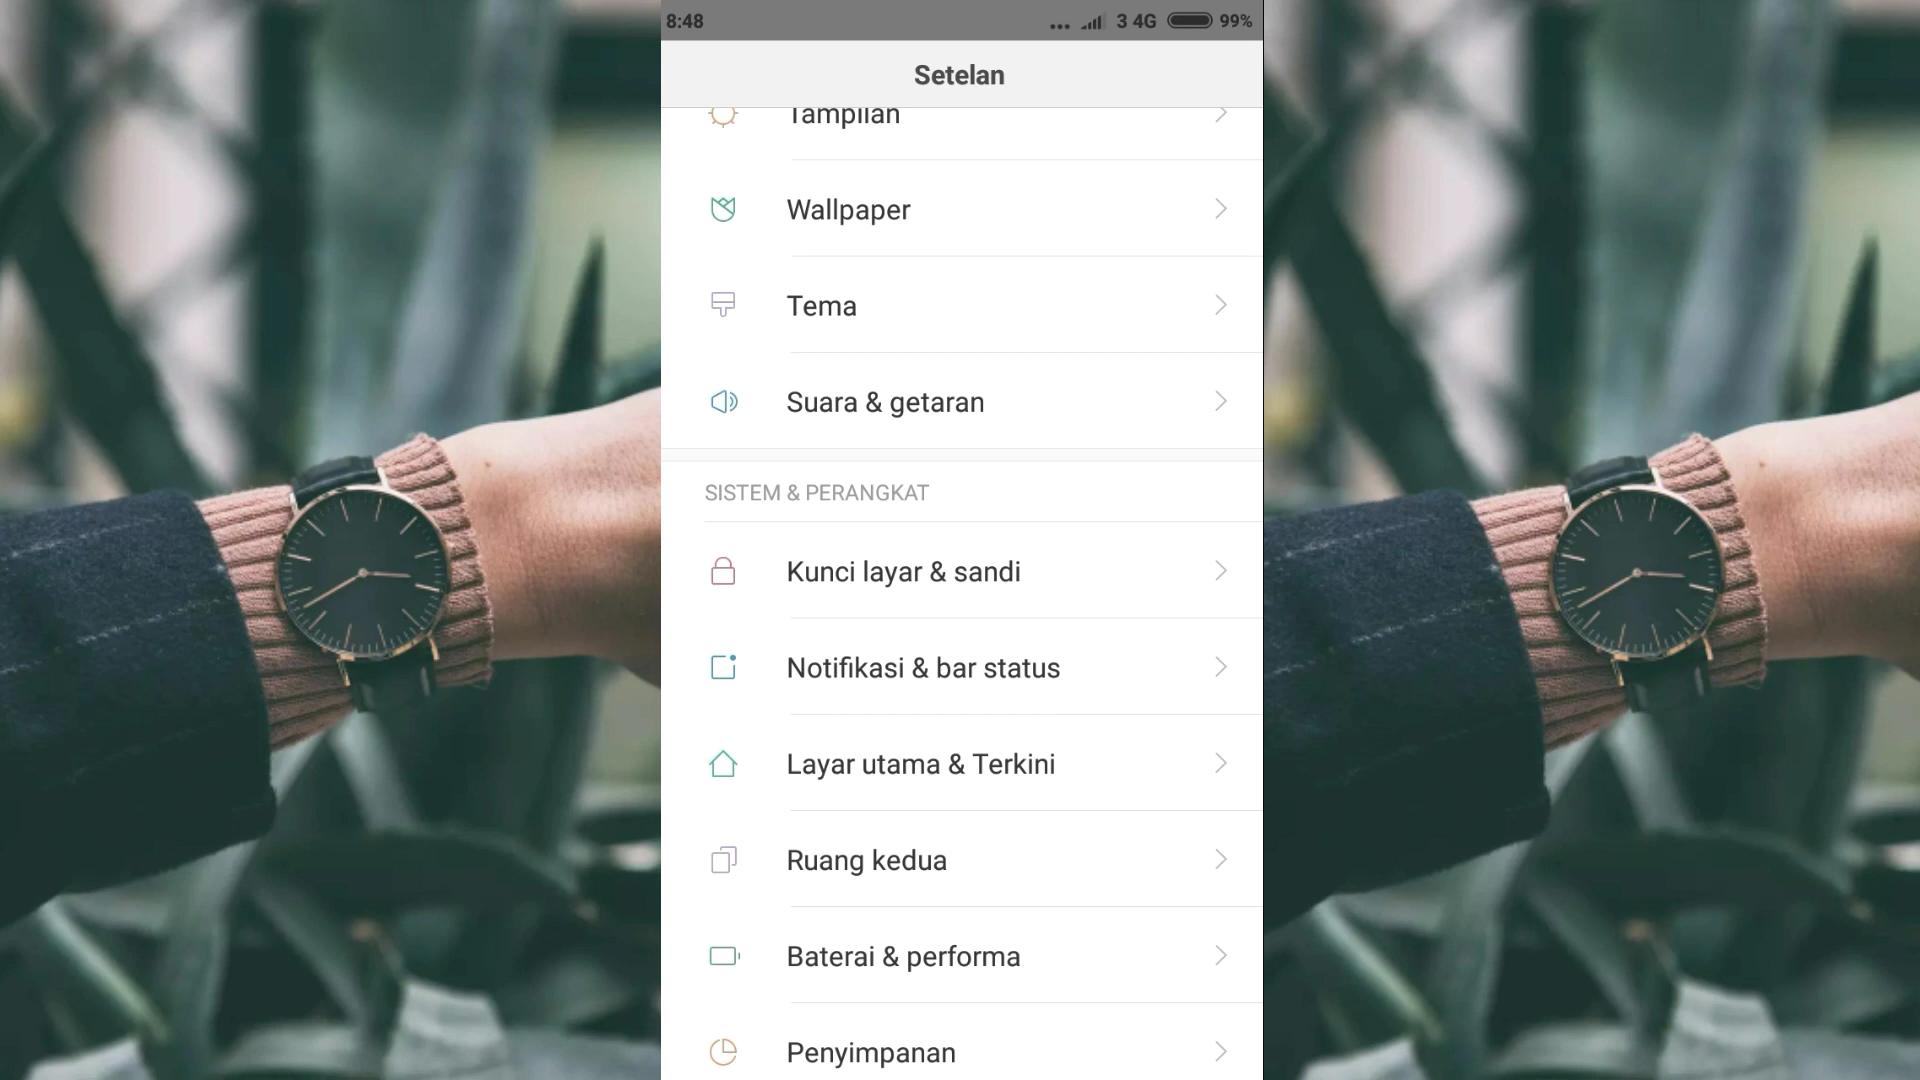 8:48
... 3 4G 99%
Setelan
Tampilan
Wallpaper
Tema
Suara & getaran
SISTEM & PERANGKAT
Kunci layar & sandi
Notifikasi & bar status
Layar utama & Terkini
Ruang kedua
Baterai & performa
Penyimpanan